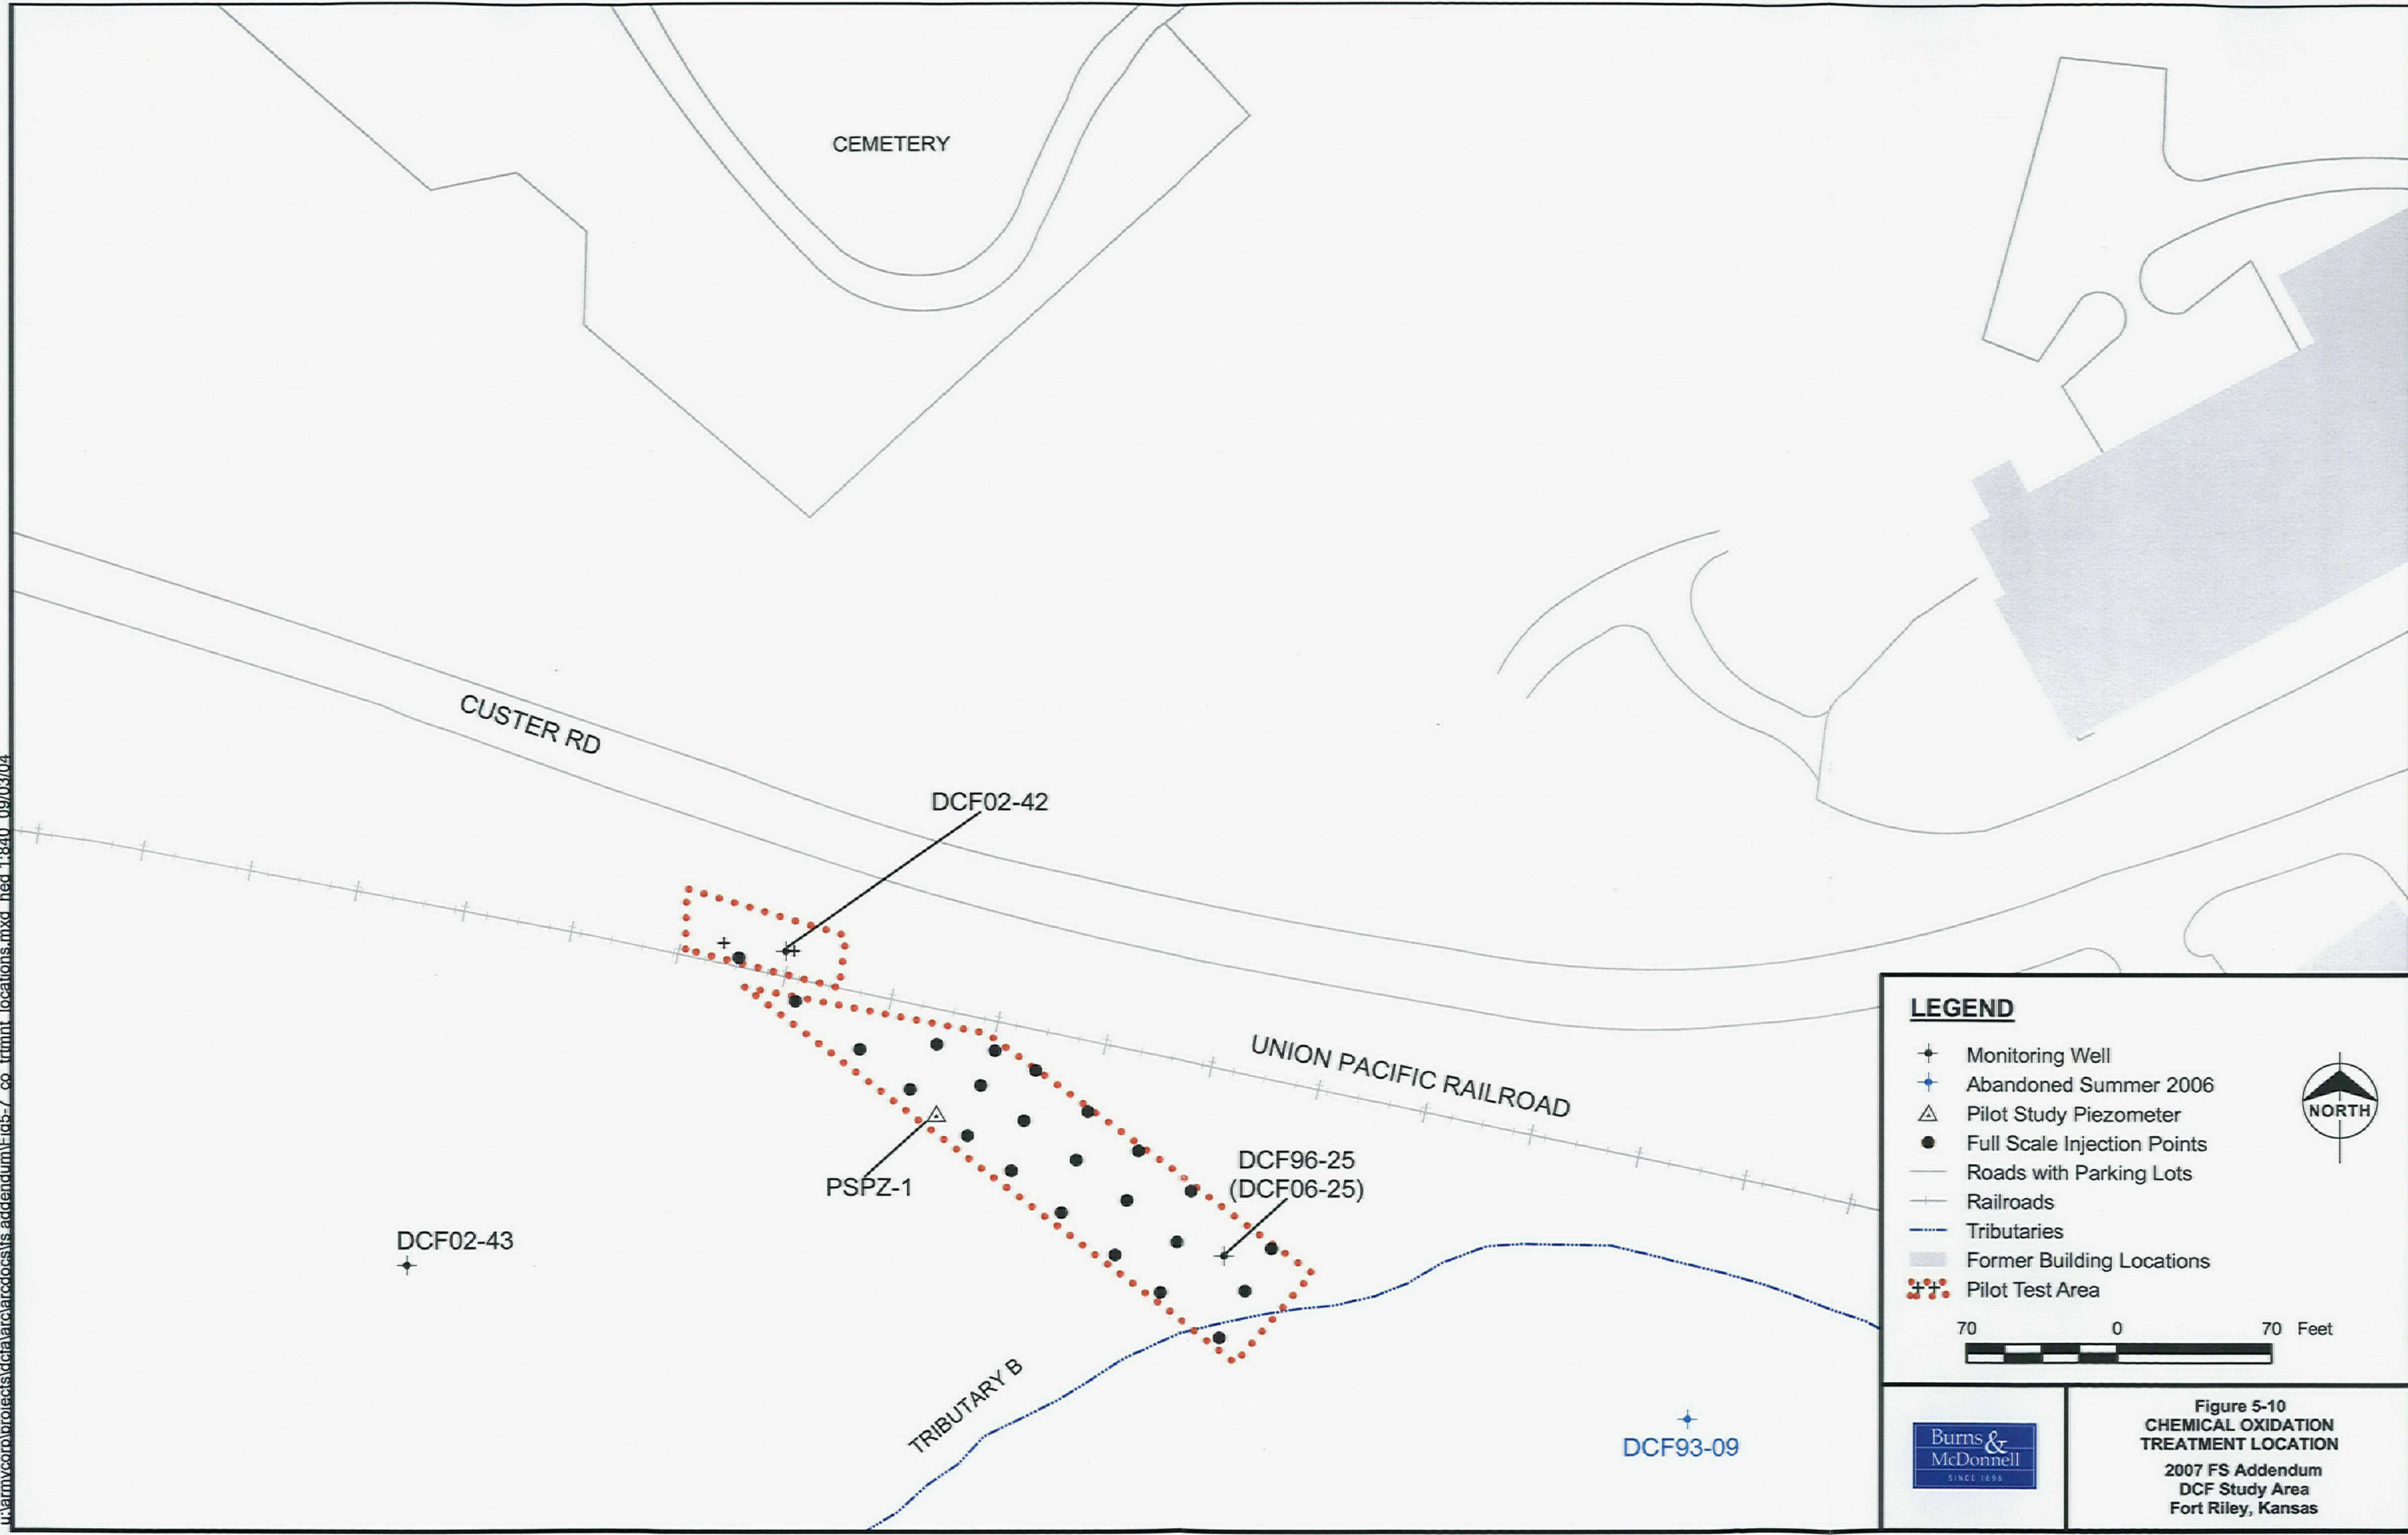 CEMETERY
CUSTER RD
DCF02-42
UNION PACIFIC RAILROAD
DCF96-25
(DCF06-25)
PSPZ-1
DCF02-43
TRIBUTARY B
DCF93-09
LEGEND
Monitoring Well
Abandoned Summer 2006
Pilot Study Piezometer
Full Scale Injection Points
Roads with Parking Lots
Railroads
Tributaries
Former Building Locations
Pilot Test Area
NORTH
70 0 70 Feet
Burns &
McDonnell
SINCE 1898
Figure 5-10
CHEMICAL OXIDATION
TREATMENT LOCATION
2007 FS Addendum
DCF Study Area
Fort Riley, Kansas